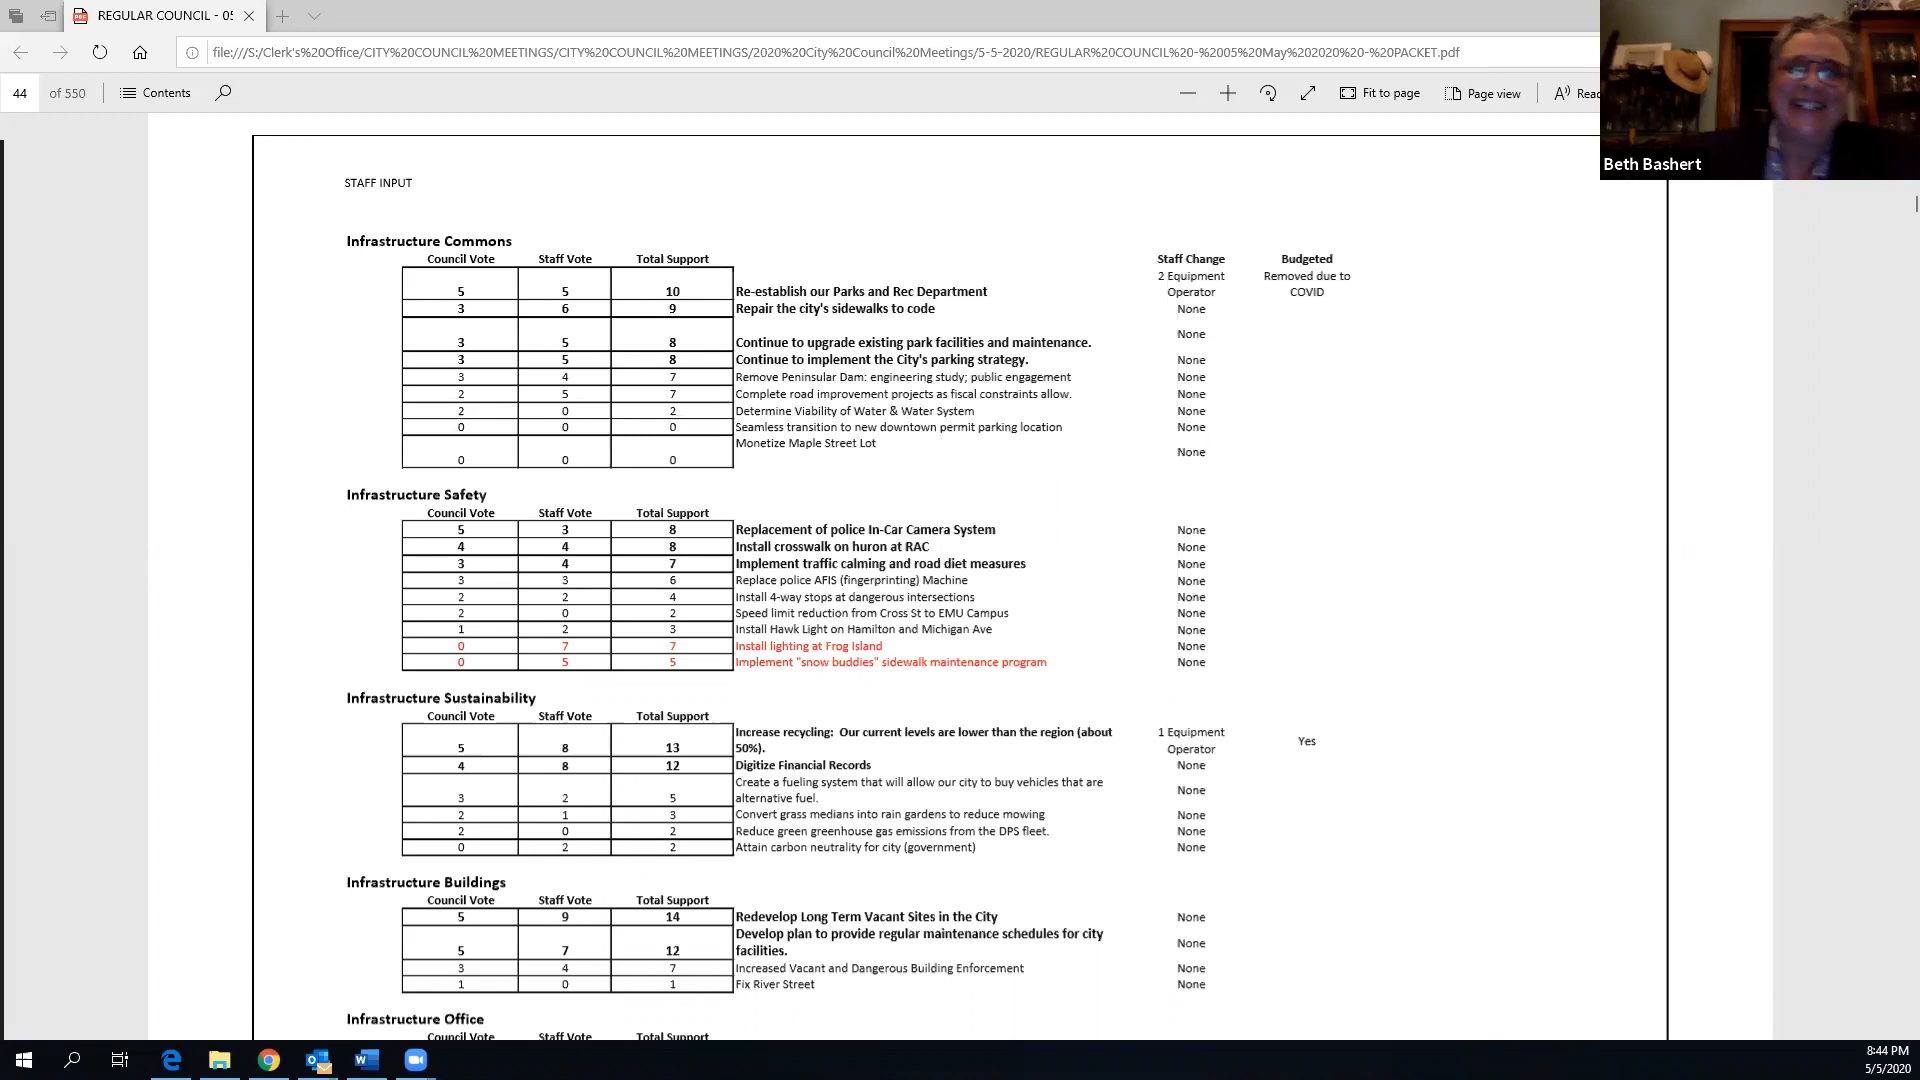 REGULAR COUNCIL - 05
file:///S:/Clerk's%20Office/CITY%20COUNCIL%20MEETINGS/CITY%20COUNCIL%20MEETINGS/2020%20City%20Council%20Meetings/5-5-2020/REGULAR%20COUNCIL%20-%2005%20May%202020%20-%20PACKET.pdf
44 of 550 Contents Fit to page Page view Rea
Beth Bashert
STAFF INPUT
Infrastructure Commons
Council Vote Staff Vote Total Support Staff Change Budgeted
2 Equipment Removed due to
5 5 10 Re-establish our Parks and Rec Department Operator COVID
3 6 9 Repair the city's sidewalks to code None
3 5 8 Continue to upgrade existing park facilities and maintenance. None
3 5 8 Continue to implement the City's parking strategy. None
3 4 7 Remove Peninsular Dam: engineering study; public engagement None
2 5 7 Complete road improvement projects as fiscal constraints allow. None
2 0 2 Determine Viability of Water & Water System None
0 0 0 Seamless transition to new downtown permit parking location None
Monetize Maple Street Lot
0 0 0 None
Infrastructure Safety
Council Vote Staff Vote Total Support
5 3 8 Replacement of police In-Car Camera System None
4 4 8 Install crosswalk on huron at RAC None
3 4 7 Implement traffic calming and road diet measures None
3 3 6 Replace police AFIS (fingerprinting) Machine None
2 2 4 Install 4-way stops at dangerous intersections None
2 0 2 Speed limit reduction from Cross St to EMU Campus None
1 2 3 Install Hawk Light on Hamilton and Michigan Ave None
0 7 7 Install lighting at Frog Island None
0 5 5 Implement "snow buddies" sidewalk maintenance program None
Infrastructure Sustainability
Council Vote Staff Vote Total Support
Increase recycling: Our current levels are lower than the region (about 1 Equipment Yes
5 8 13 50%). Operator
4 8 12 Digitize Financial Records None
Create a fueling system that will allow our city to buy vehicles that are None
3 2 5 alternative fuel.
2 1 3 Convert grass medians into rain gardens to reduce mowing None
2 0 2 Reduce green greenhouse gas emissions from the DPS fleet. None
0 2 2 Attain carbon neutrality for city (government) None
Infrastructure Buildings
Council Vote Staff Vote Total Support
5 9 14 Redevelop Long Term Vacant Sites in the City None
Develop plan to provide regular maintenance schedules for city None
5 7 12 facilities.
3 4 7 Increased Vacant and Dangerous Building Enforcement None
1 0 1 Fix River Street None
Infrastructure Office
Council Vote Staff Vote Total Support
8:44 PM
5/5/2020